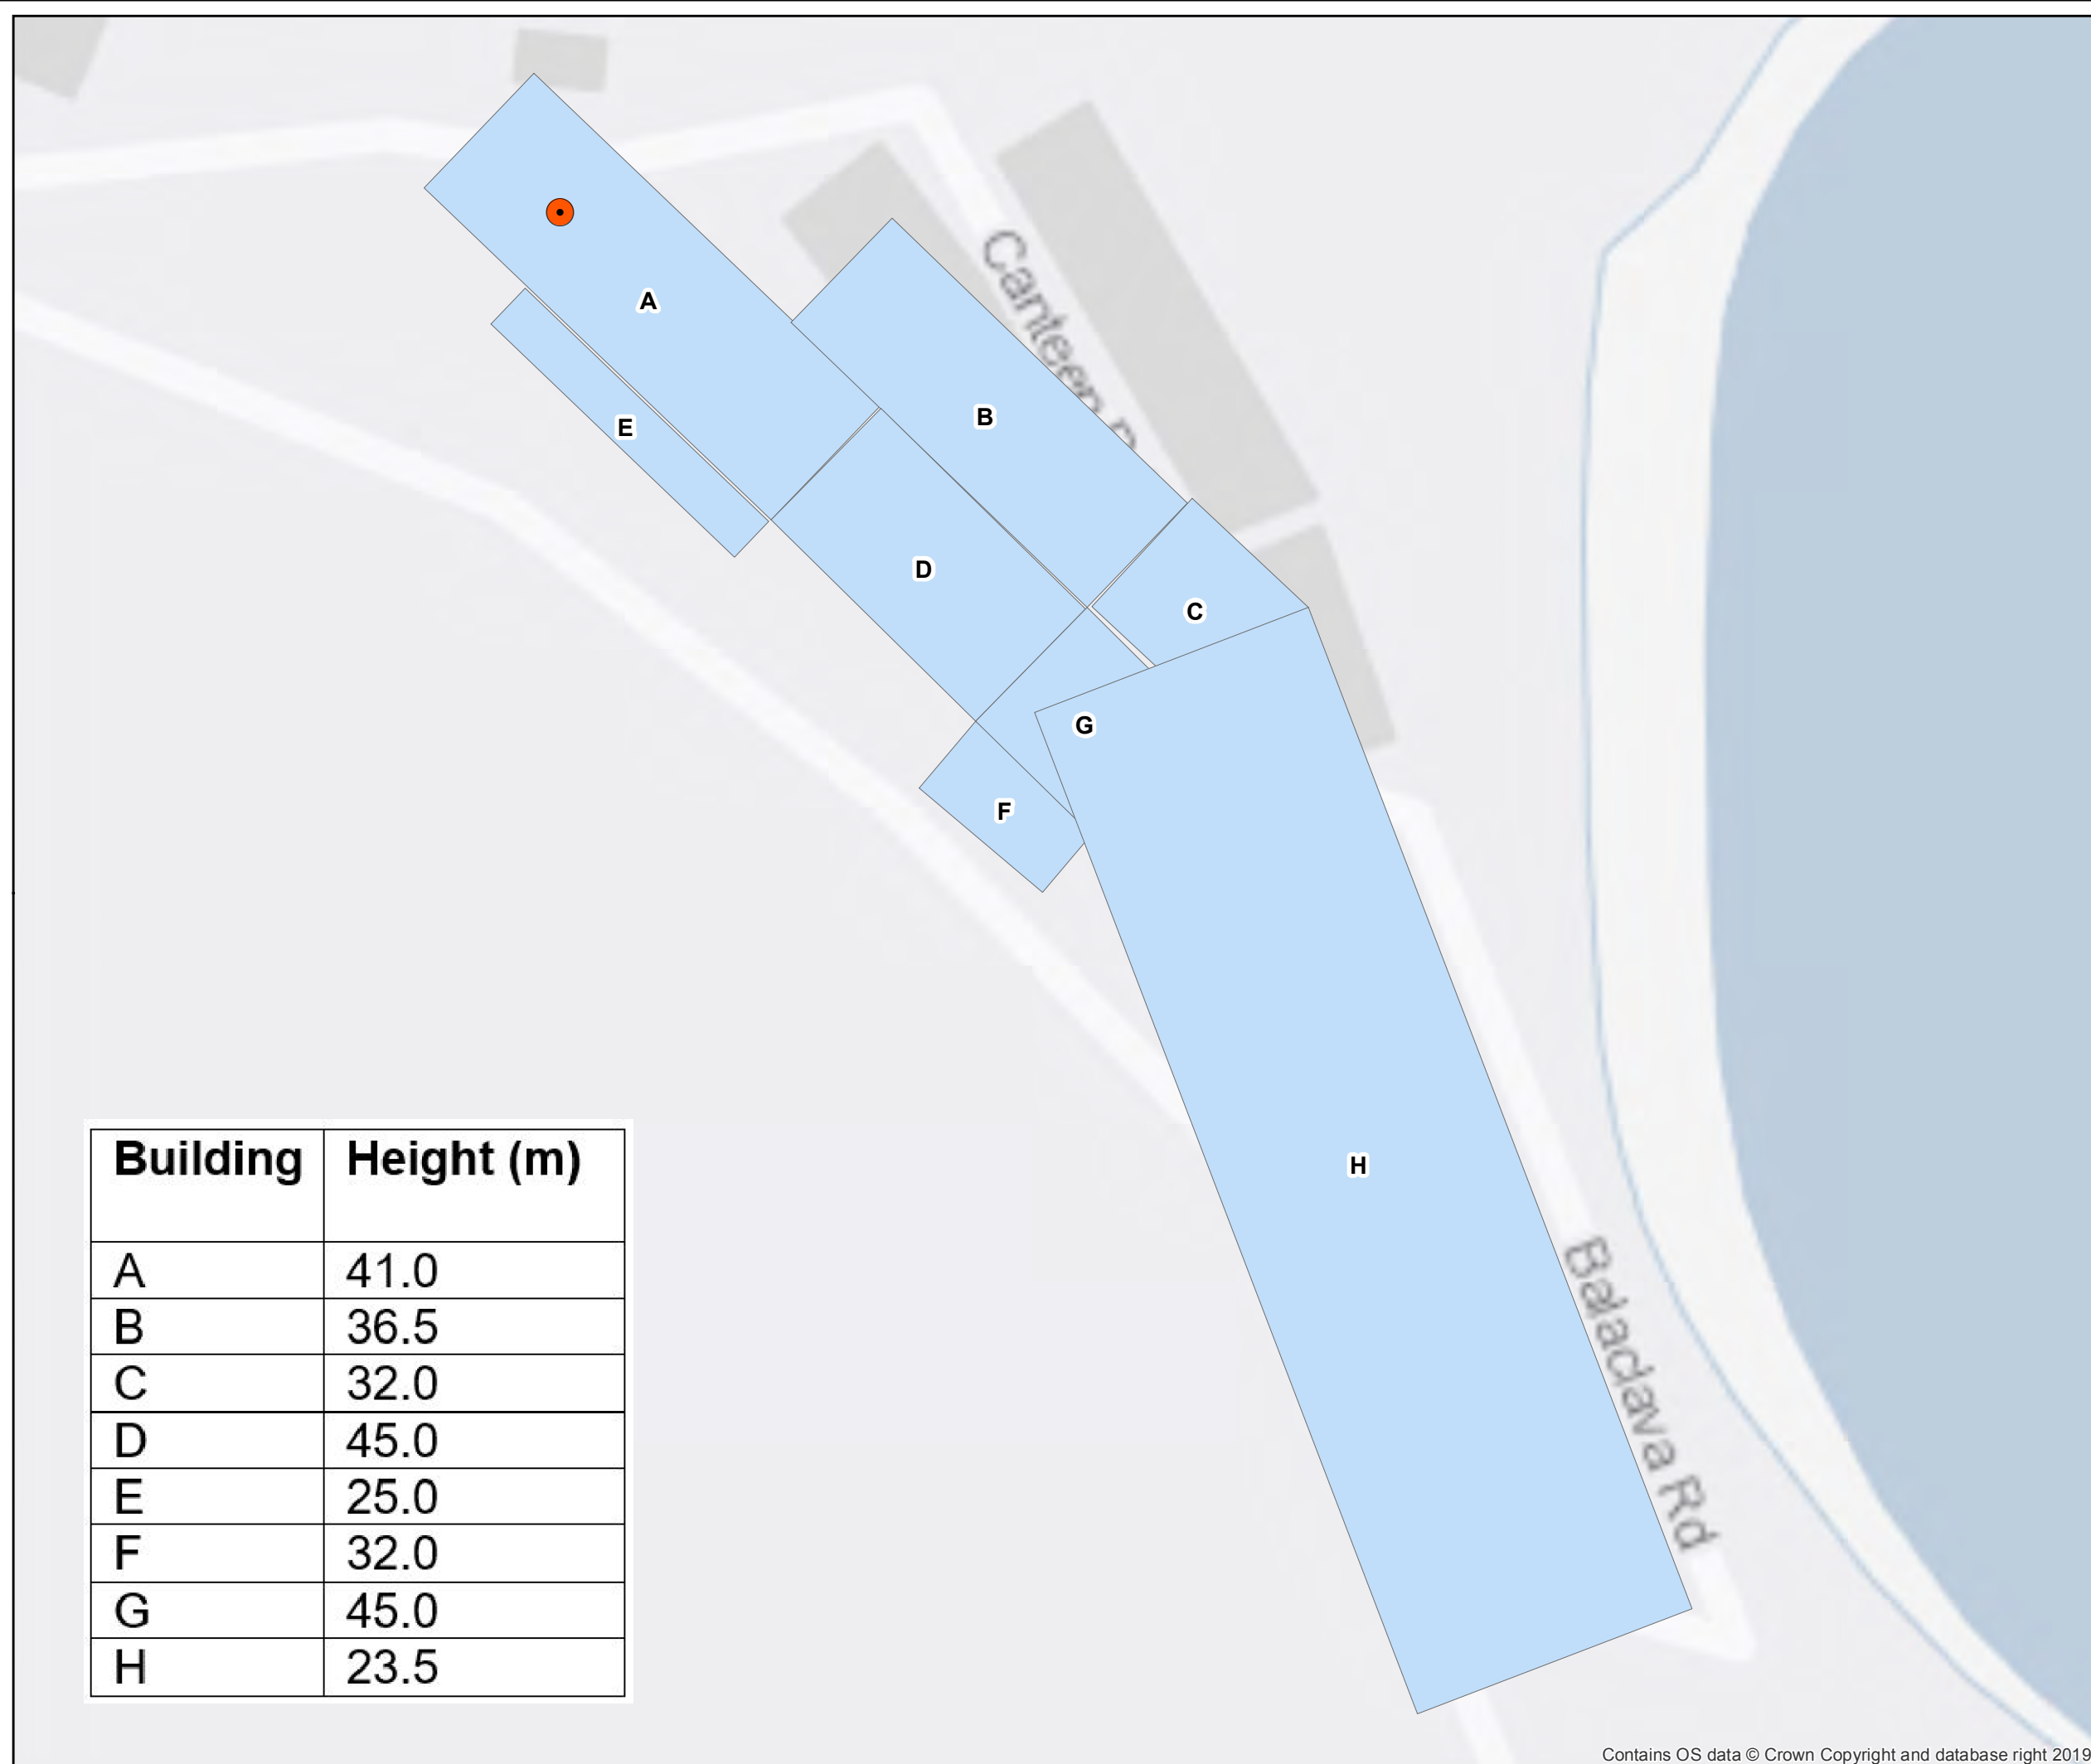 A
B
Canteen
E
D
C
G
F
H
Balaclava Rd
Building Height (m)
A 41.0
B 36.5
C 32.0
D 45.0
E 25.0
F 32.0
G 45.0
H 23.5
Contains OS data © Crown Copyright and database right 2019